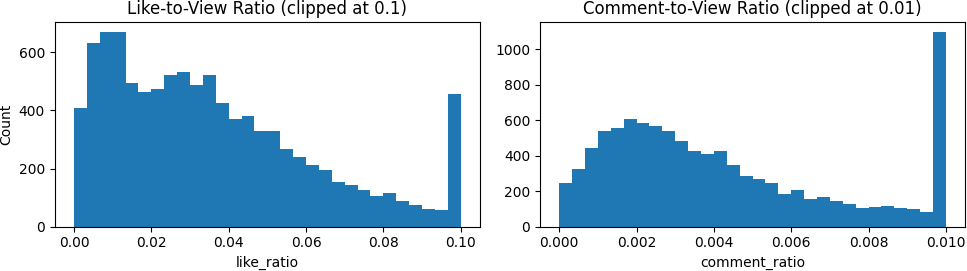 Like-to-View Ratio (clipped at 0.1)
Count
600
400
200
0
0.00 0.02 0.04 0.06 0.08 0.10
like_ratio
Comment-to-View Ratio (clipped at 0.01)
1000
800
600
400
200
0
0.000 0.002 0.004 0.006 0.008 0.010
comment_ratio